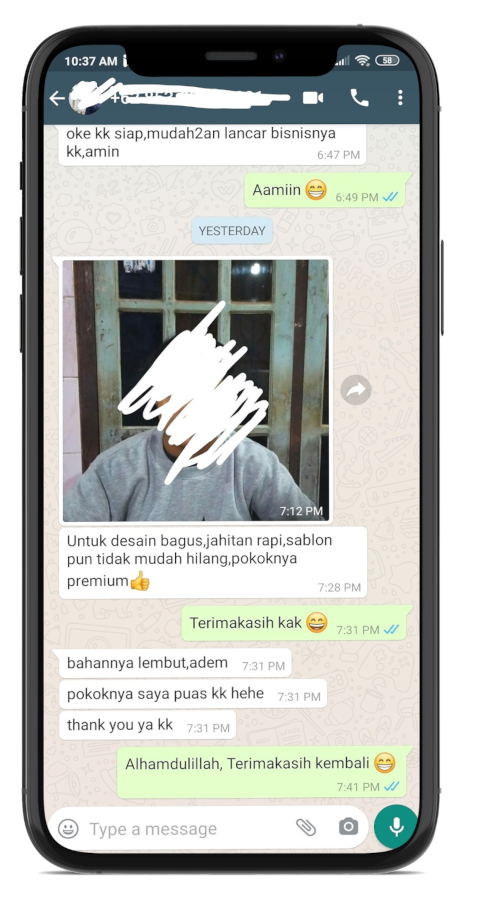 10:37 AM
58
oke kk siap,mudah2an lancar bisnisnya
kk,amin
6:47 PM
Aamiin 😁
6:49 PM
YESTERDAY
7:12 PM
Untuk desain bagus,jahitan rapi,sablon
pun tidak mudah hilang,pokoknya
premium👍
7:28 PM
Terimakasih kak 😄
7:31 PM
bahannya lembut,adem 7:31 PM
pokoknya saya puas kk hehe 7:31 PM
thank you ya kk 7:31 PM
Alhamdulillah, Terimakasih kembali 😁
7:41 PM
Type a message